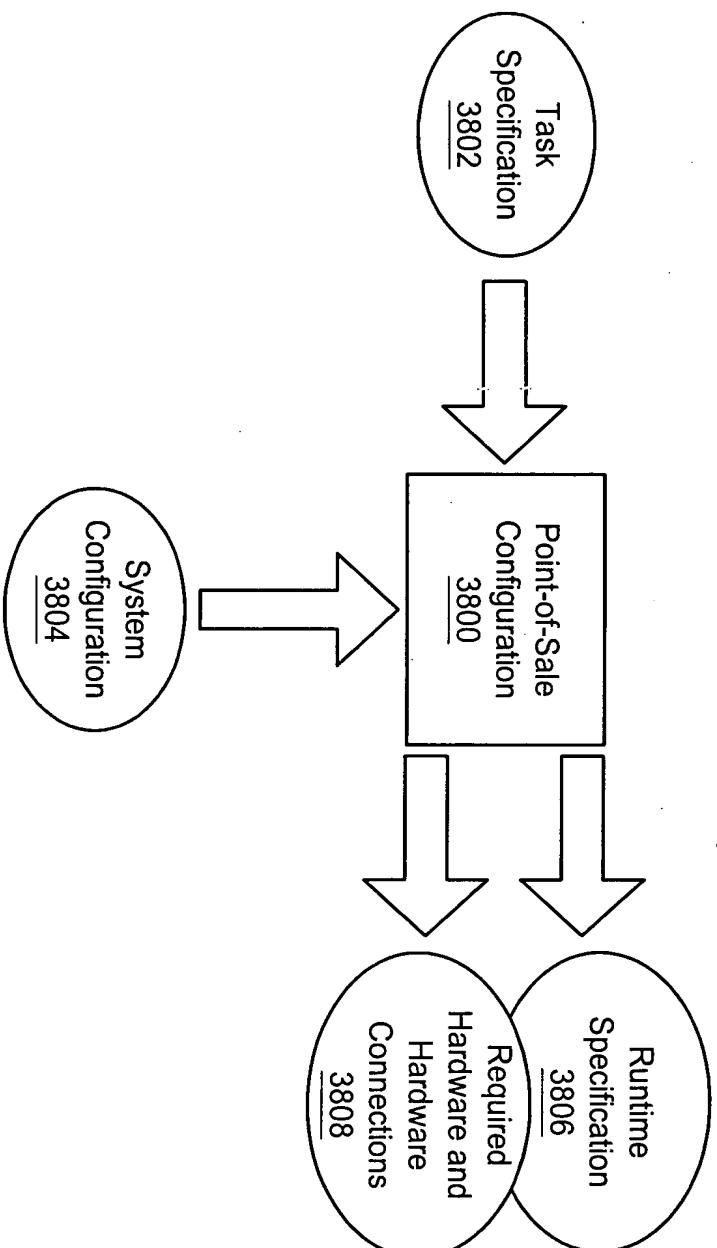 Task
Specification
3802
Point-of-Sale
Configuration
3800
System
Configuration
3804
Runtime
Specification
3806
Required
Hardware and
Hardware
Connections
3808